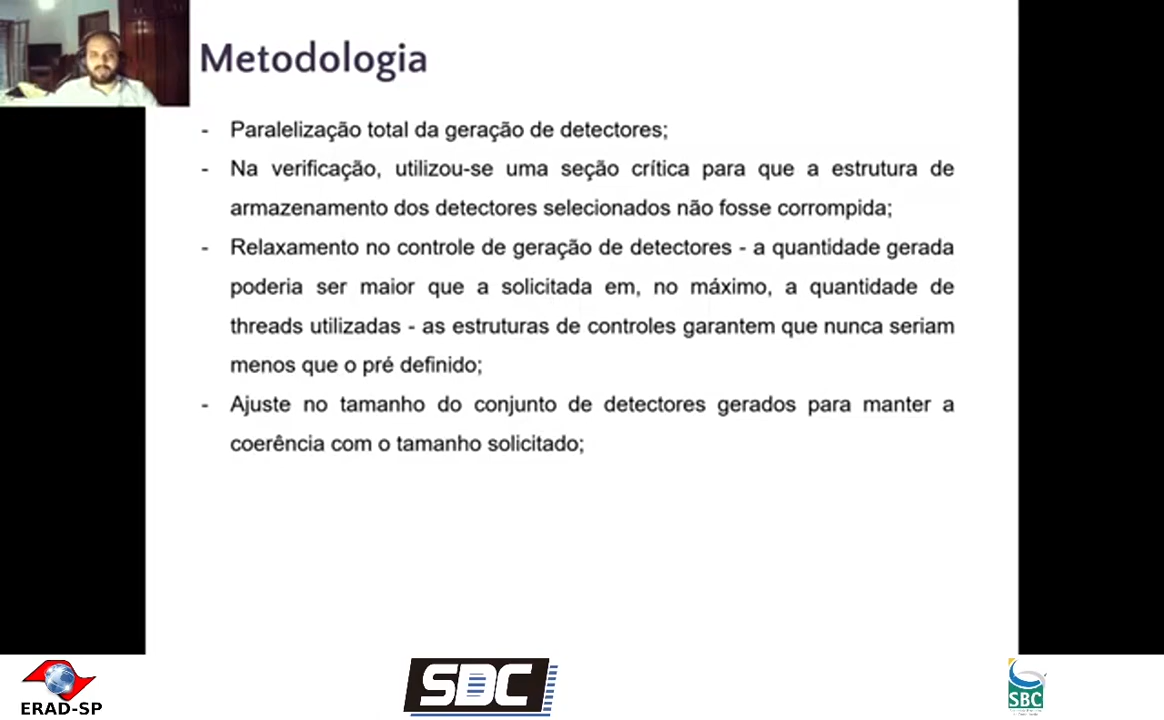 Metodologia
- Paralelização total da geração de detectores;
- Na verificação, utilizou-se uma seção crítica para que a estrutura de
armazenamento dos detectores selecionados não fosse corrompida;
- Relaxamento no controle de geração de detectores - a quantidade gerada
poderia ser maior que a solicitada em, no máximo, a quantidade de
threads utilizadas - as estruturas de controles garantem que nunca seriam
menos que o pré definido;
- Ajuste no tamanho do conjunto de detectores gerados para manter a
coerência com o tamanho solicitado;
ERAD-SP
SDC
SBC